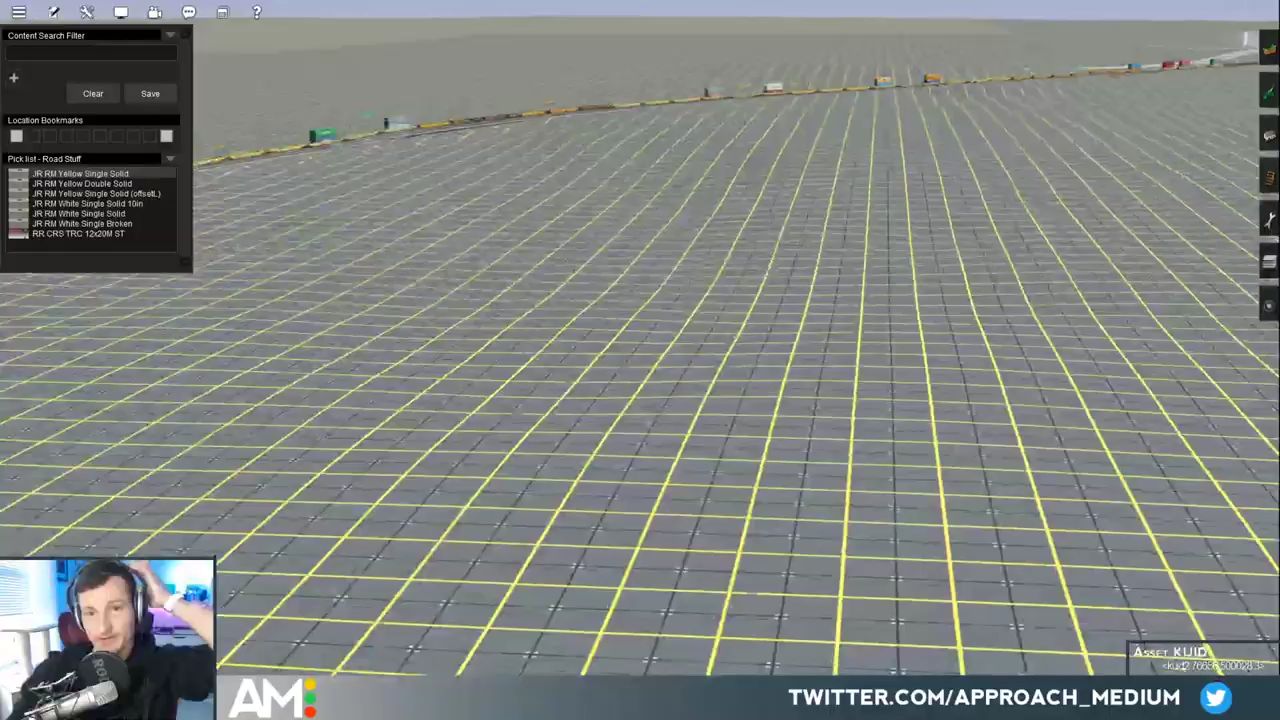 ?
Content Search Filter
+
Clear Save
Location Bookmarks
Pick list - Road Stuff
JR RM Yellow Single Solid
JR RM Yellow Double Solid
JR RM Yellow Single Solid (offsetL)
JR RM White Single Solid 10in
JR RM White Single Solid
JR RM White Single Broken
RR CRS TRC 12x20M ST
ASSET KUID
AM
TWITTER.COM/APPROACH_MEDIUM